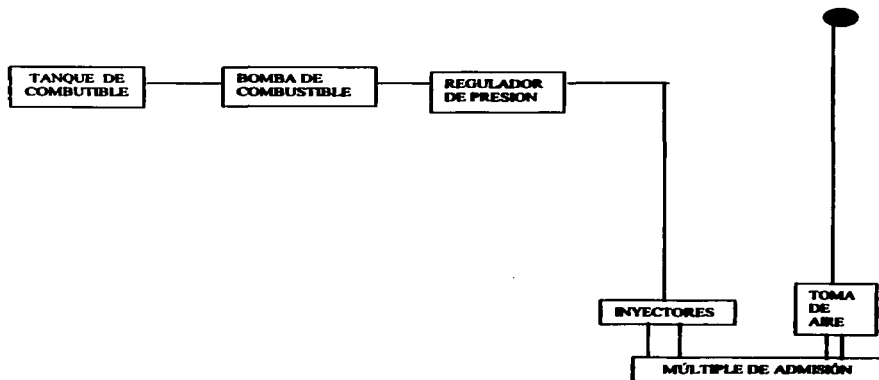 TANQUE DE
COMBUTIBLE
BOMBA DE
COMBUSTIBLE
REGULADOR
DE PRESION
INYECTORES
TOMA
DE
AIRE
MÚLTIPLE DE ADMISIÓN